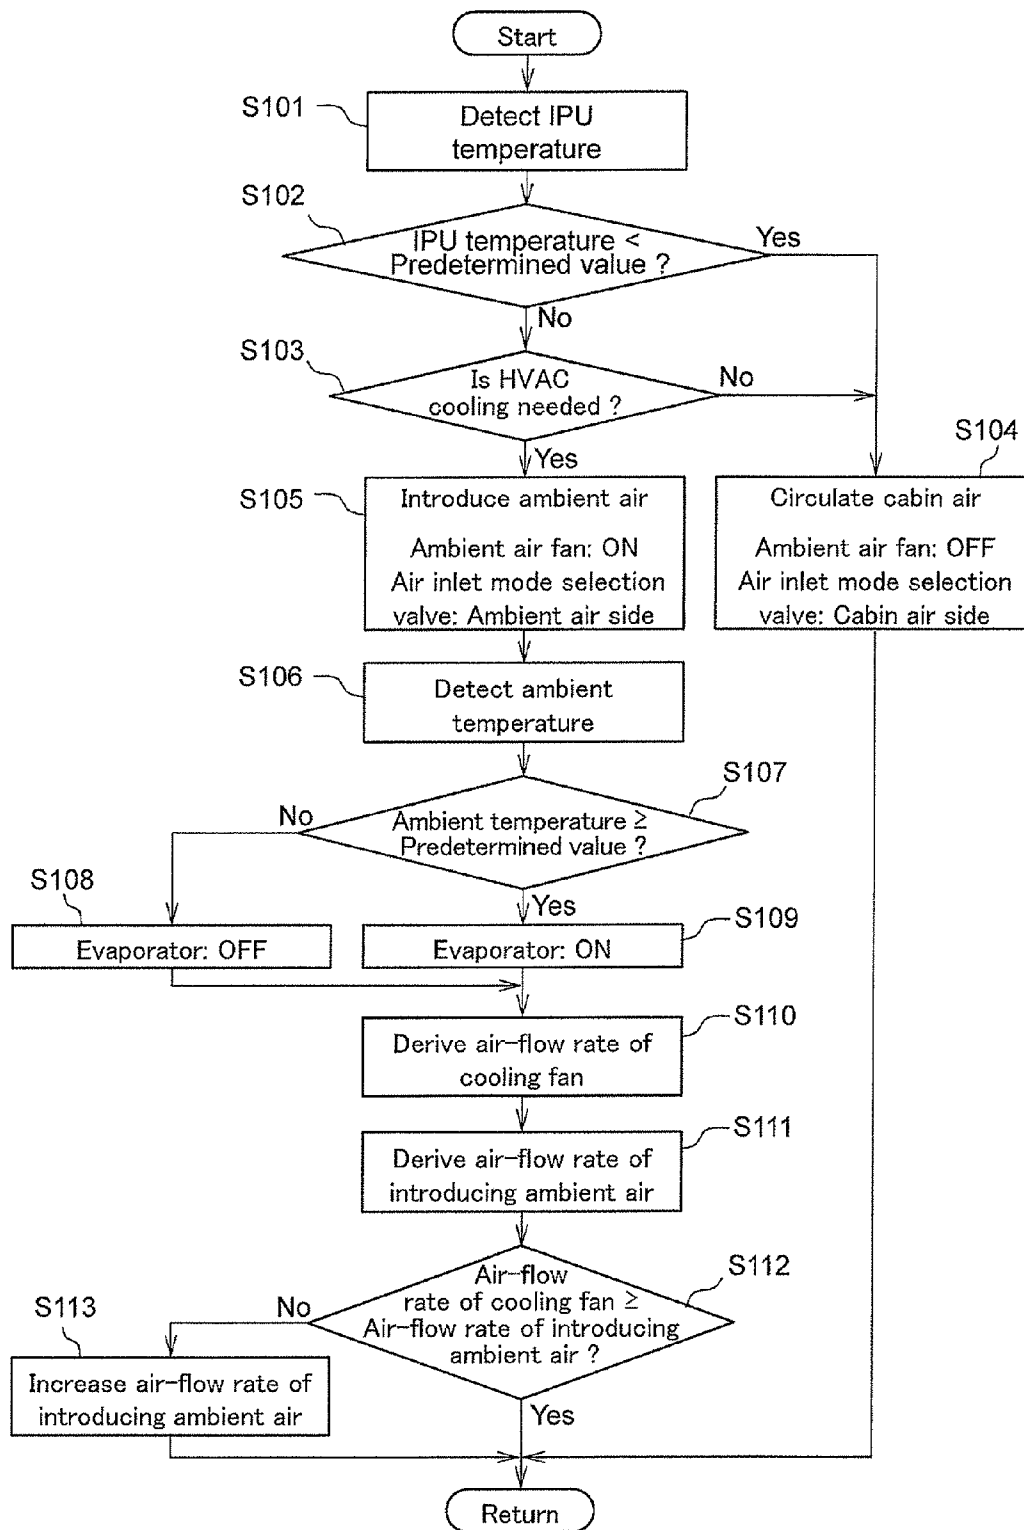 Start
S101
Detect IPU
temperature
S102
IPU temperature <
Predetermined value ?
Yes
No
S103
Is HVAC
cooling needed ?
No
Yes
S104
Circulate cabin air
Ambient air fan: OFF
Air inlet mode selection
valve: Cabin air side
S105
Introduce ambient air
Ambient air fan: ON
Air inlet mode selection
valve: Ambient air side
S106
Detect ambient
temperature
S107
Ambient temperature ≥
Predetermined value ?
No
Yes
S108
Evaporator: OFF
S109
Evaporator: ON
S110
Derive air-flow rate of
cooling fan
S111
Derive air-flow rate of
introducing ambient air
S112
Air-flow
rate of cooling fan ≥
Air-flow rate of introducing
ambient air ?
No
Yes
S113
Increase air-flow rate of
introducing ambient air
Return